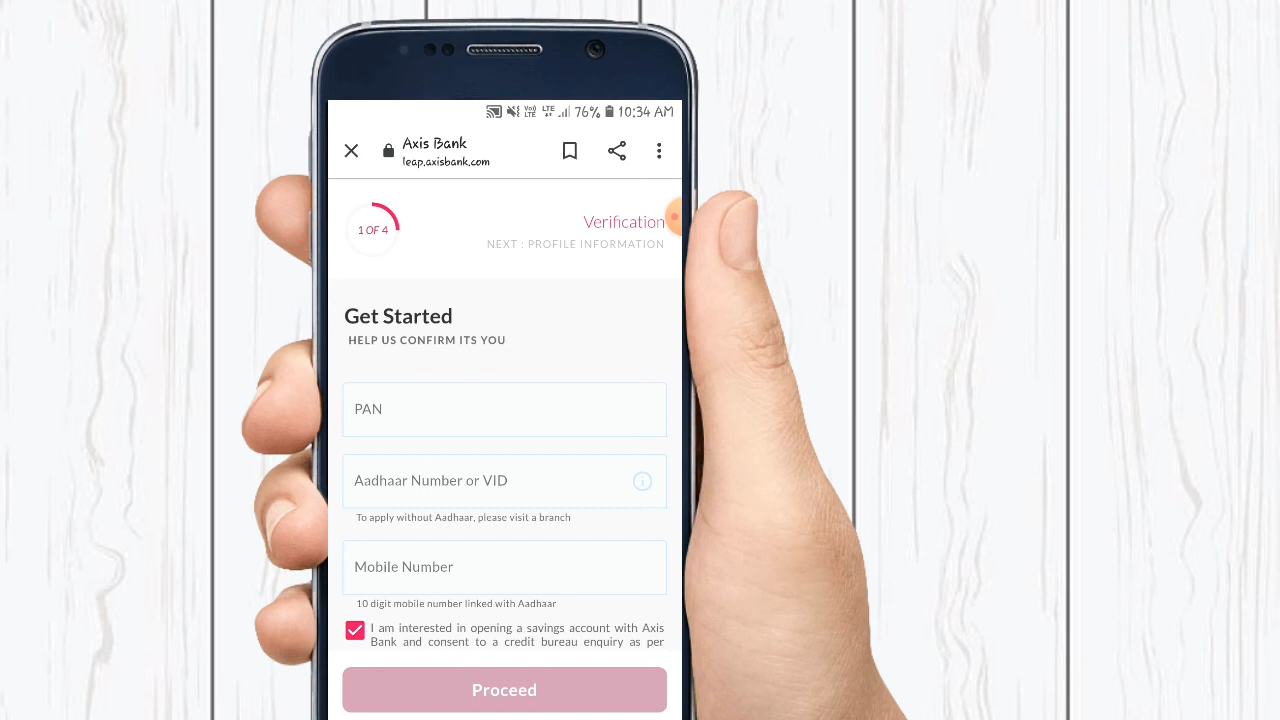 VoI) LTE LTE 76% 10:34 AM
Axis Bank
leap.axisbank.com
1 OF 4
Verification
NEXT : PROFILE INFORMATION
Get Started
HELP US CONFIRM ITS YOU
PAN
Aadhaar Number or VID
To apply without Aadhaar, please visit a branch
Mobile Number
10 digit mobile number linked with Aadhaar
I am interested in opening a savings account with Axis
Bank and consent to a credit bureau enquiry as per
Proceed